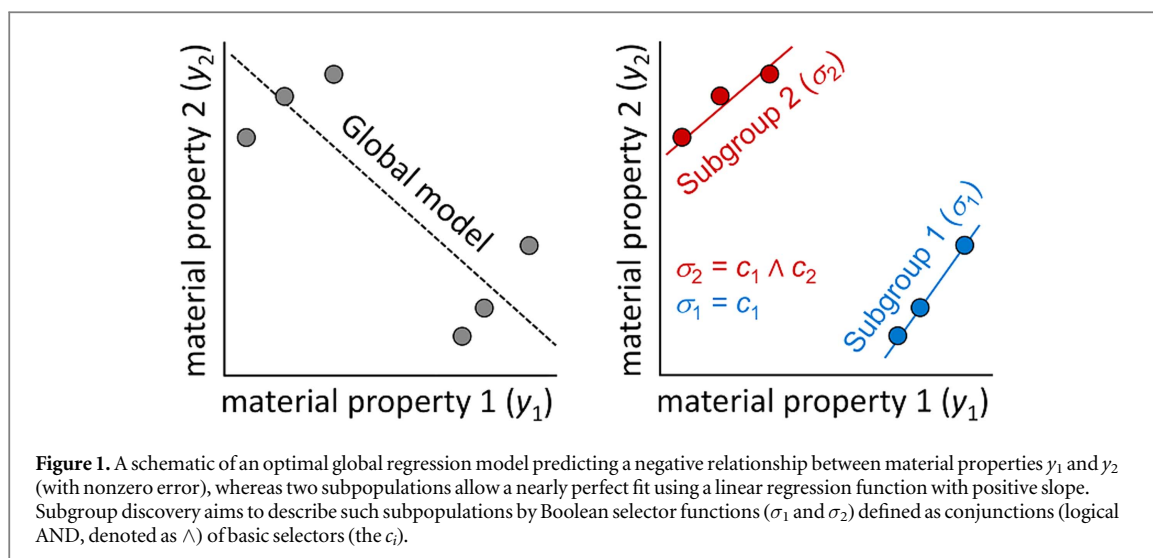 material property 2 (y₂)
Global model
material property 1 (y₁)
material property 2 (y₂)
Subgroup 2 (σ₂)
Subgroup 1 (σ₁)
σ₂ = c₁ ∧ c₂
σ₁ = c₁
material property 1 (y₁)
Figure 1. A schematic of an optimal global regression model predicting a negative relationship between material properties y₁ and y₂
(with nonzero error), whereas two subpopulations allow a nearly perfect fit using a linear regression function with positive slope.
Subgroup discovery aims to describe such subpopulations by Boolean selector functions (σ₁ and σ₂) defined as conjunctions (logical
AND, denoted as ∧) of basic selectors (the cᵢ).